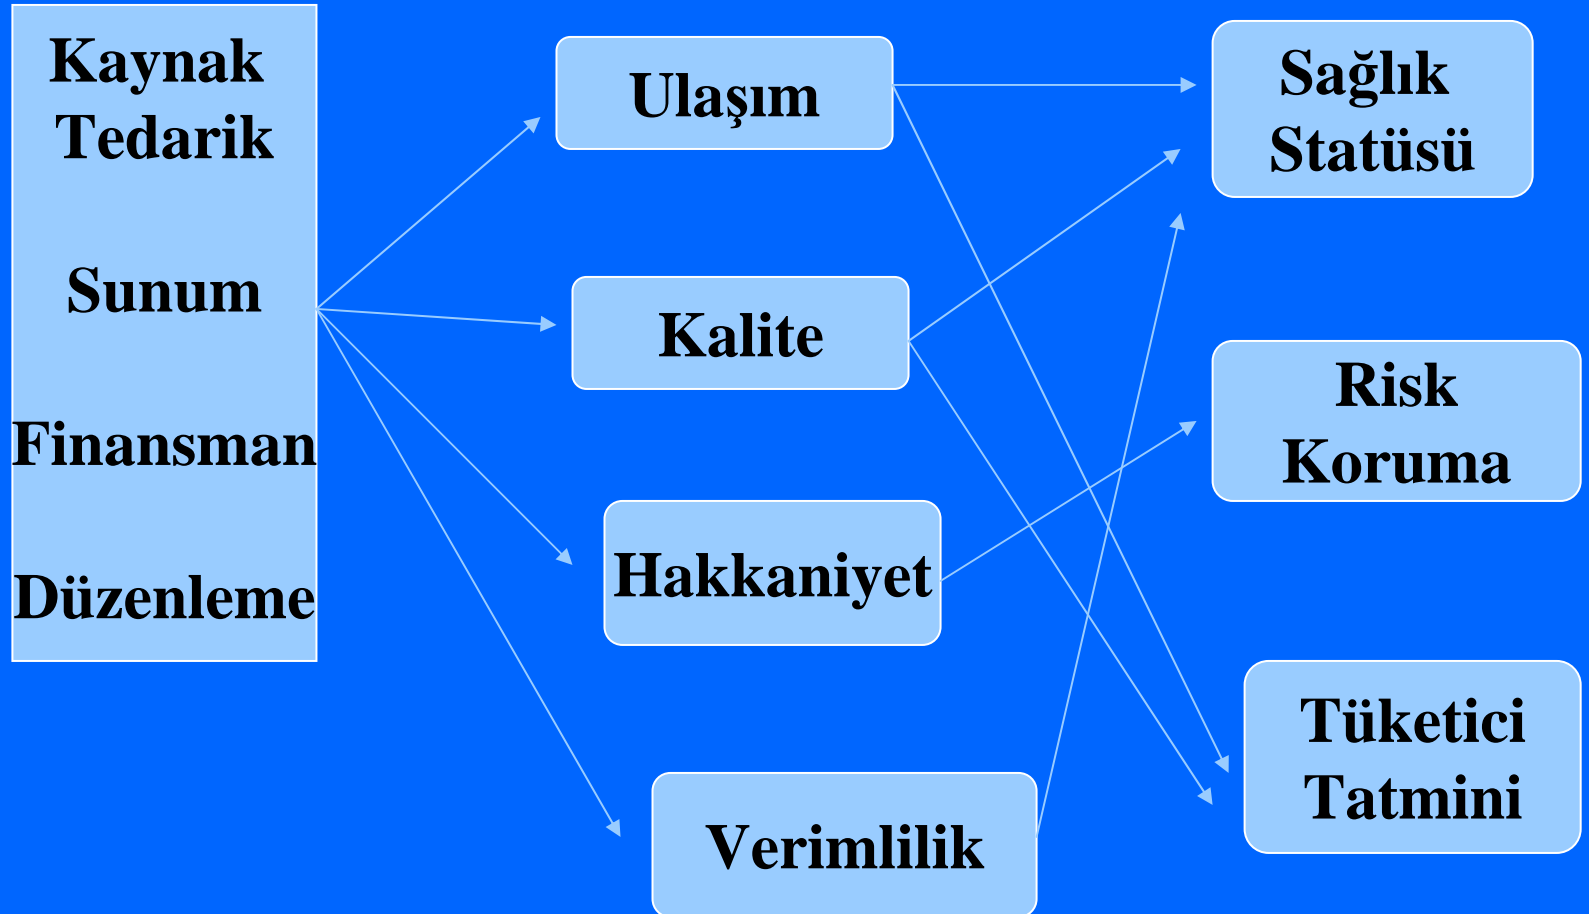 Kaynak
Tedarik
Sunum
Finansman
Düzenleme
Ulaşım
Kalite
Hakkaniyet
Verimlilik
Sağlık
Statüsü
Risk
Koruma
Tüketici
Tatmini